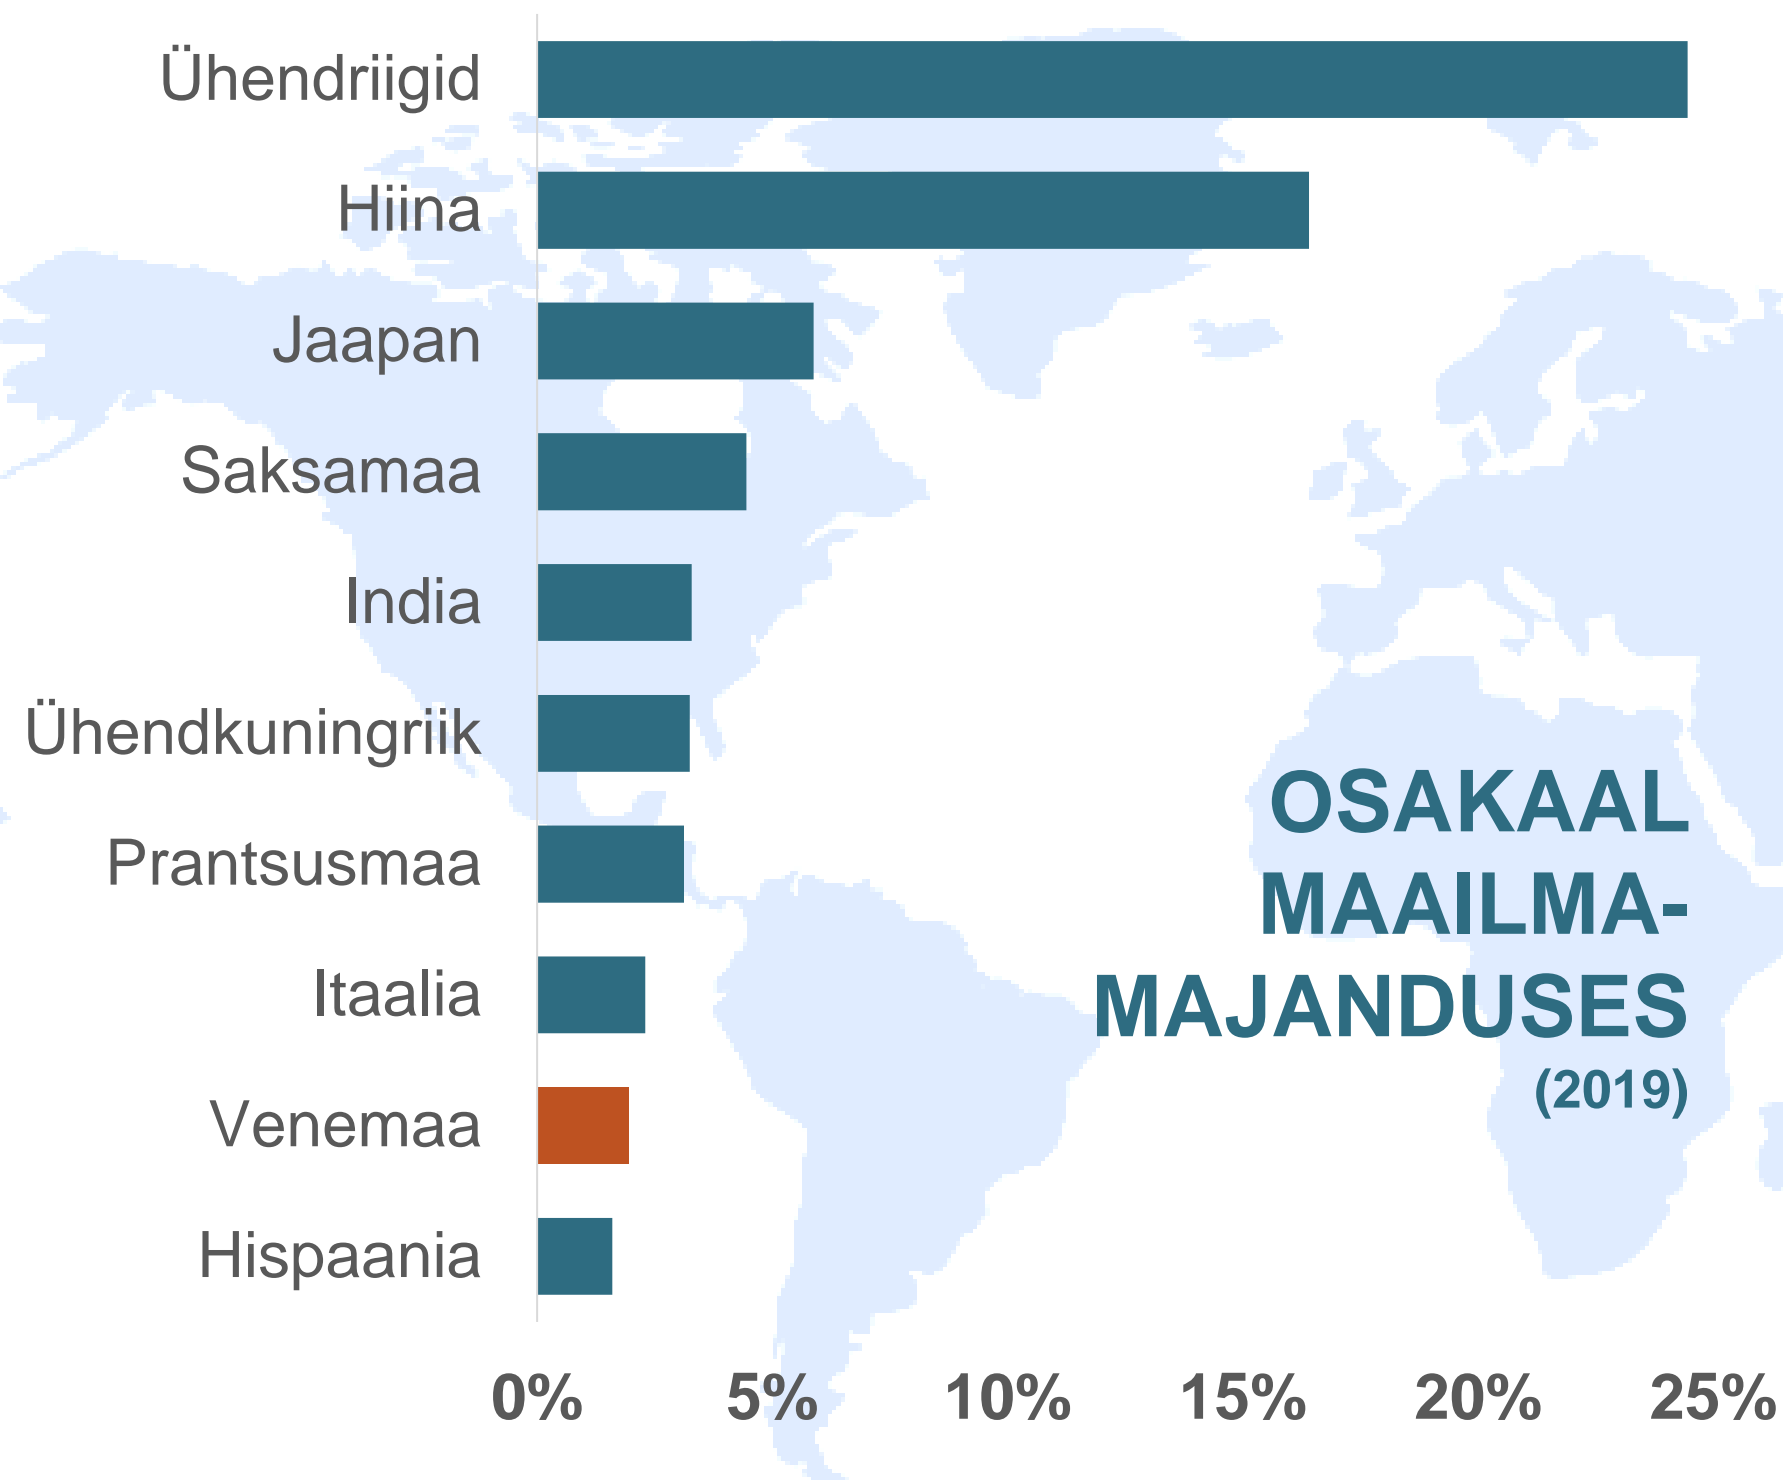 Ühendriigid
Hiina
Jaapan
Saksamaa
India
Ühendkuningriik
Prantsusmaa
Itaalia
Venemaa
Hispaania
OSAKAAL
MAAILMA-
MAJANDUSES
(2019)
0% 5% 10% 15% 20% 25%